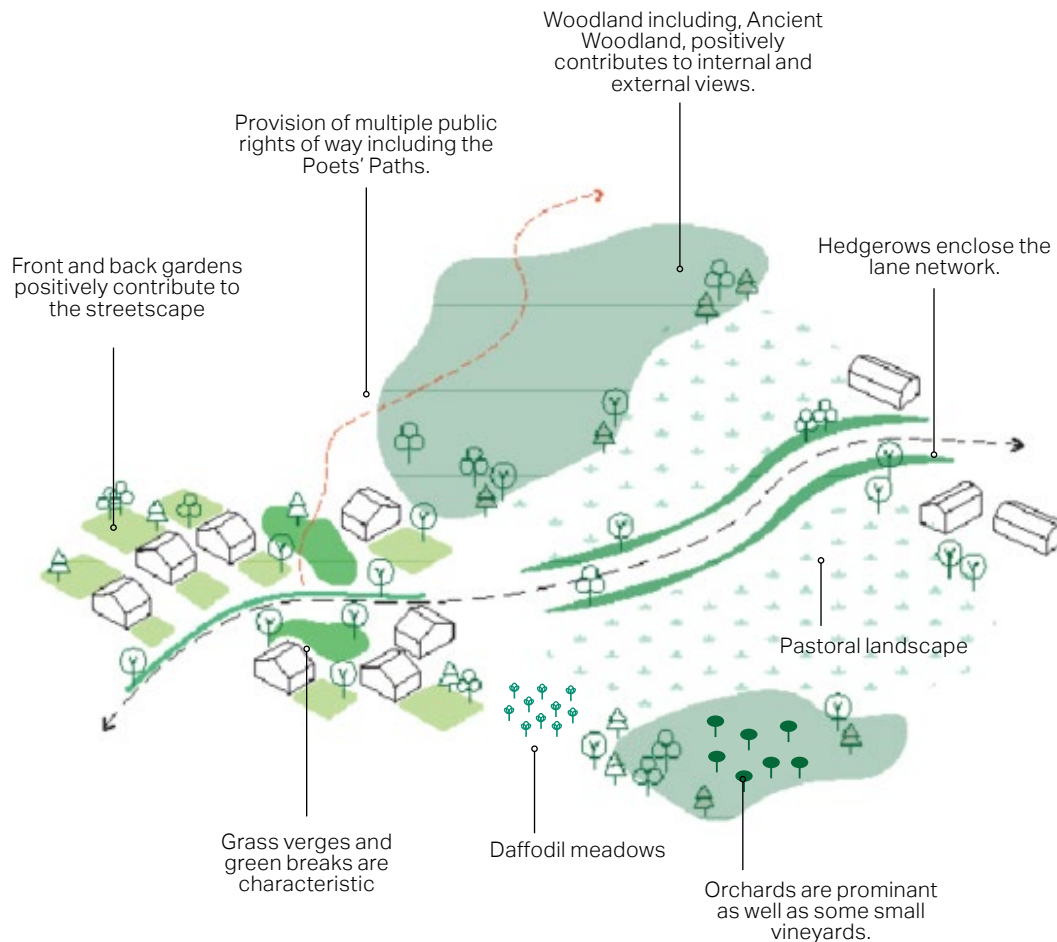 Woodland including, Ancient
Woodland, positively
contributes to internal and
external views.
Provision of multiple public
rights of way including the
Poets' Paths.
Hedgerows enclose the
lane network.
Front and back gardens
positively contribute to
the streetscape
Pastoral landscape
Grass verges and
green breaks are
characteristic
Daffodil meadows
Orchards are prominant
as well as some small
vineyards.